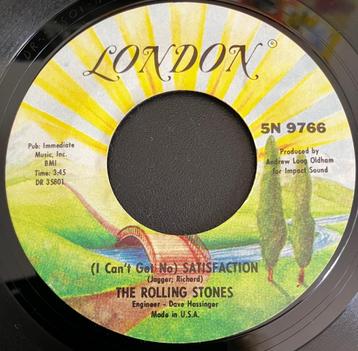 LONDON
5N 9766
Pub: Immediate
Music, Inc.
BMI
Time: 3:45
DR 35801
Produced by
Andrew Loog Oldham
for Impact Sound
(I Can't Get No) SATISFACTION
(Jagger; Richard)
THE ROLLING STONES
Engineer - Dave Hassinger
Made in U.S.A.